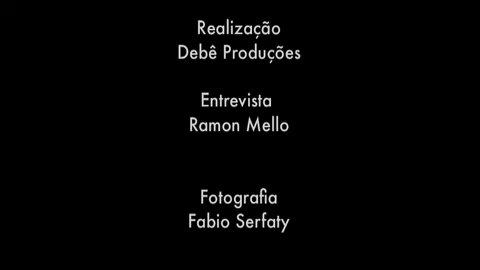 Realização
Debê Produções
Entrevista
Ramon Mello
Fotografia
Fabio Serfaty